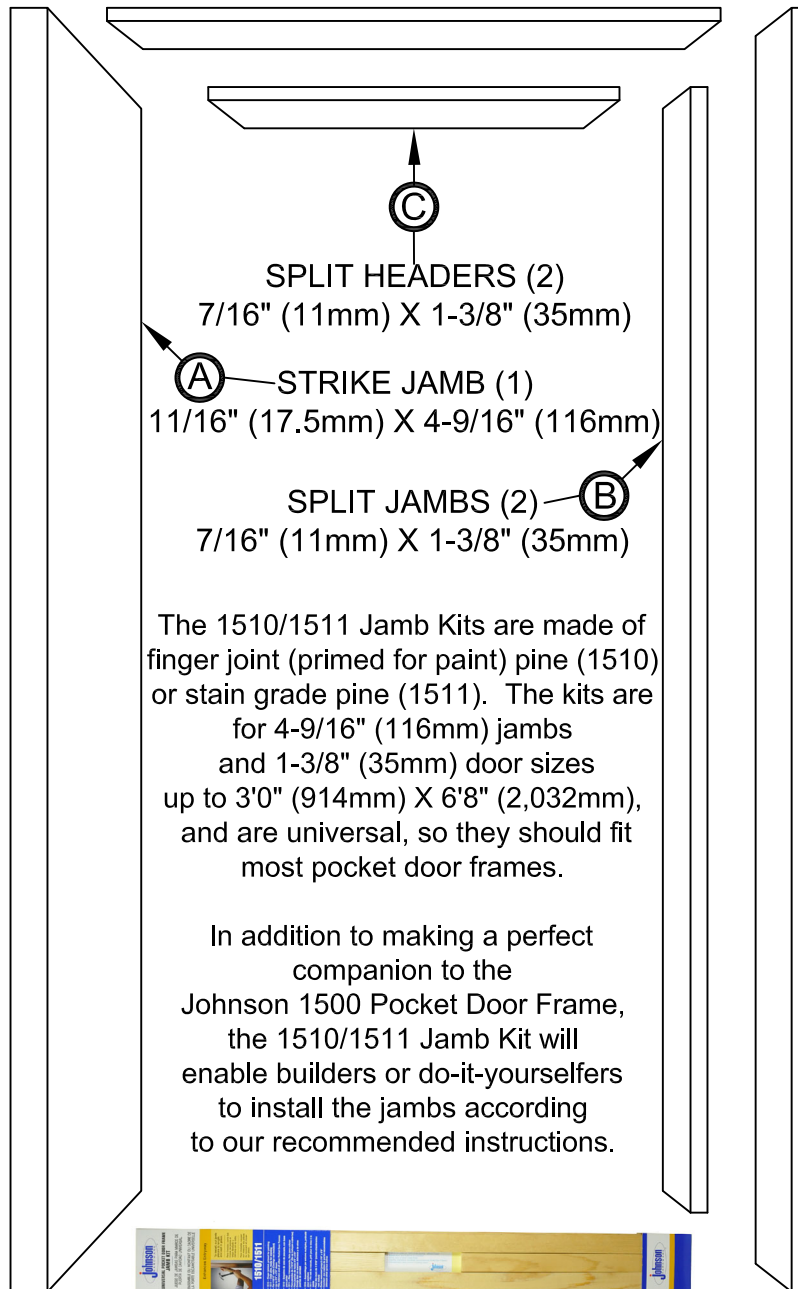 C
SPLIT HEADERS (2)
7/16" (11mm) X 1-3/8" (35mm)
A
STRIKE JAMB (1)
11/16" (17.5mm) X 4-9/16" (116mm)
SPLIT JAMBS (2)
B
7/16" (11mm) X 1-3/8" (35mm)
The 1510/1511 Jamb Kits are made of
finger joint (primed for paint) pine (1510)
or stain grade pine (1511). The kits are
for 4-9/16" (116mm) jambs
and 1-3/8" (35mm) door sizes
up to 3'0" (914mm) X 6'8" (2,032mm),
and are universal, so they should fit
most pocket door frames.
In addition to making a perfect
companion to the
Johnson 1500 Pocket Door Frame,
the 1510/1511 Jamb Kit will
enable builders or do-it-yourselfers
to install the jambs according
to our recommended instructions.
Johnson
UNIVERSAL POCKET DOOR FRAME
JAMB KIT
1510/1511
Johnson